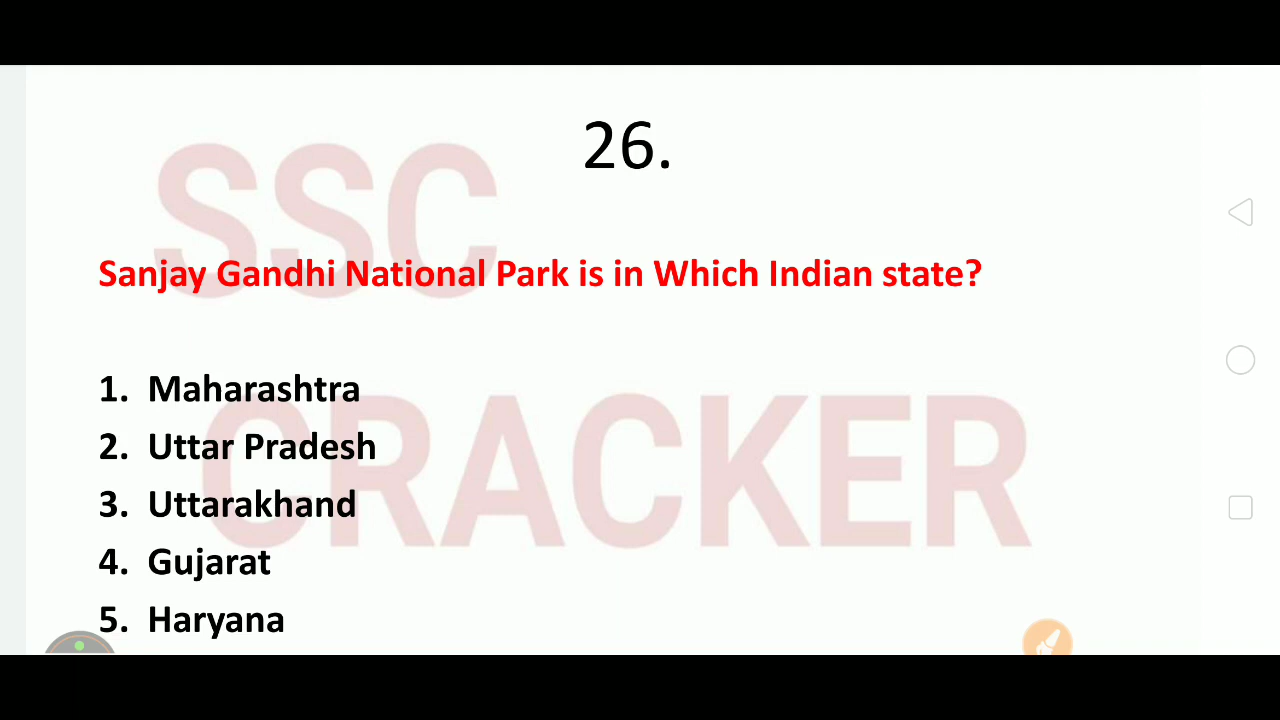 26.
SSC
Sanjay Gandhi National Park is in Which Indian state?
1. Maharashtra
CRACKER
2. Uttar Pradesh
3. Uttarakhand
4. Gujarat
5. Haryana